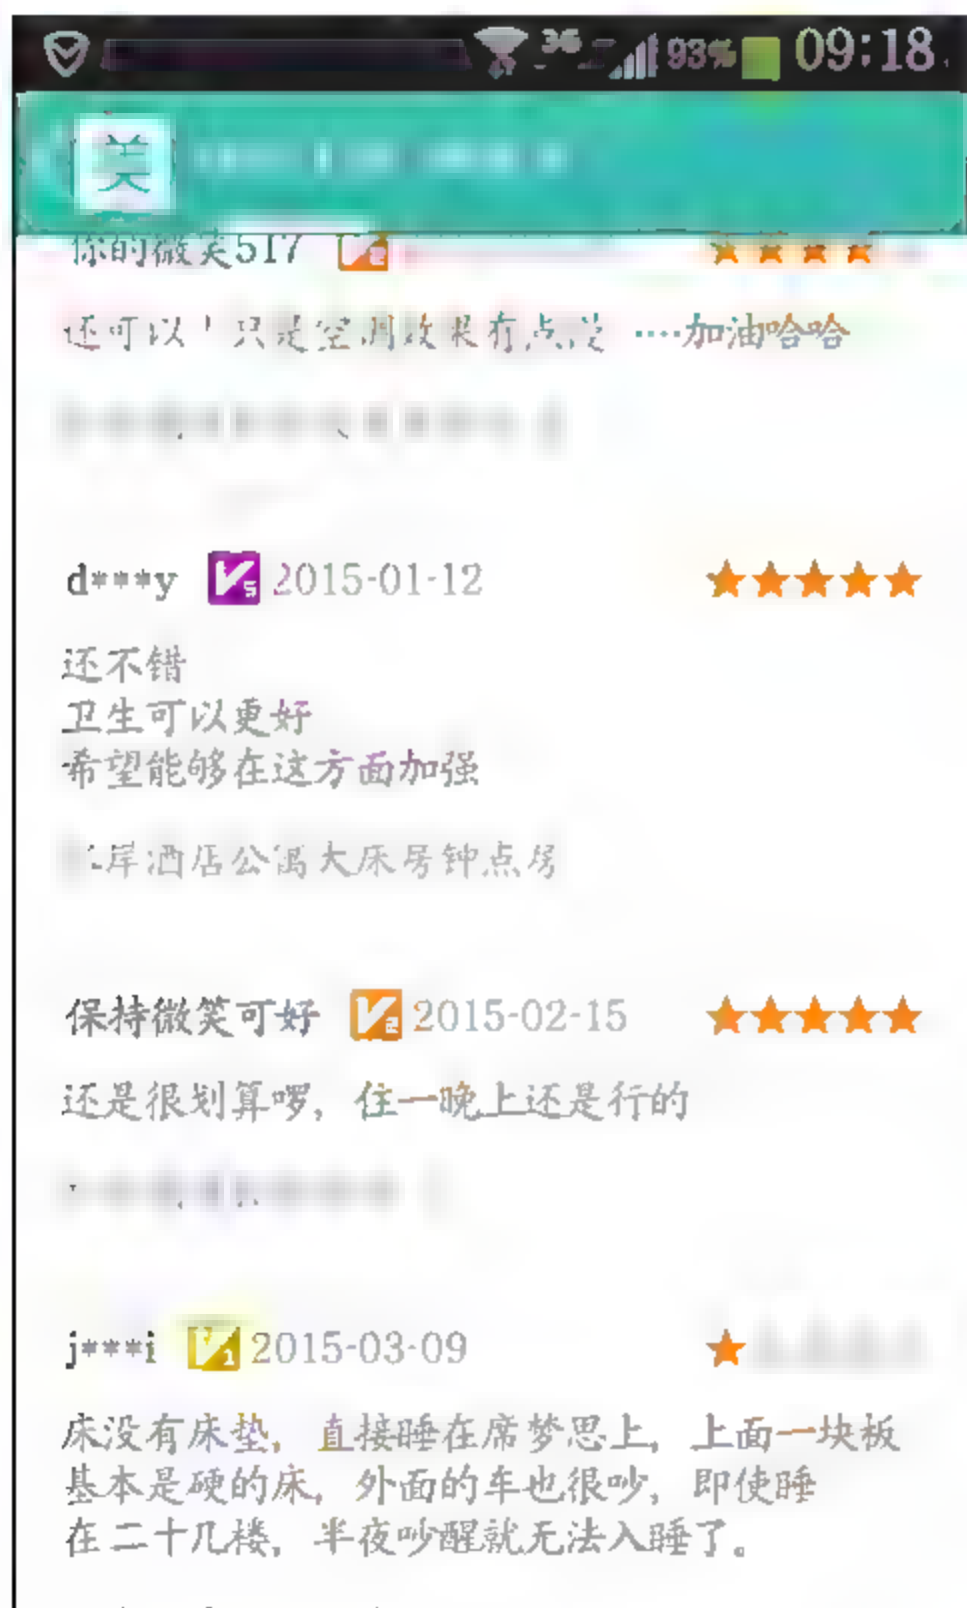 93% 09:18
美
你的微笑517
还可以！只是空调效果有点差 ····加油哈哈
d***y V5 2015-01-12
还不错
卫生可以更好
希望能够在这方面加强
岸酒店公寓大床房钟点房
保持微笑可好 V2 2015-02-15
还是很划算啰，住一晚上还是行的
j***i V1 2015-03-09
床没有床垫，直接睡在席梦思上，上面一块板
基本是硬的床，外面的车也很吵，即使睡
在二十几楼，半夜吵醒就无法入睡了。